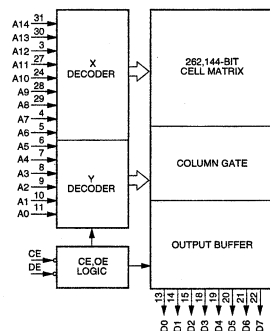 A14 31
A13 30
A12 3
A11 27
A10 24
A9 28
A8 29
A7 4
A6 5
A5 6
A4 7
A3 8
A2 9
A1 10
A0 11
X
DECODER
Y
DECODER
CE
DE
CE,OE
LOGIC
262,144-BIT
CELL MATRIX
COLUMN GATE
OUTPUT BUFFER
13 14 15 18 19 20 21 22
D0 D1 D2 D3 D4 D5 D6 D7